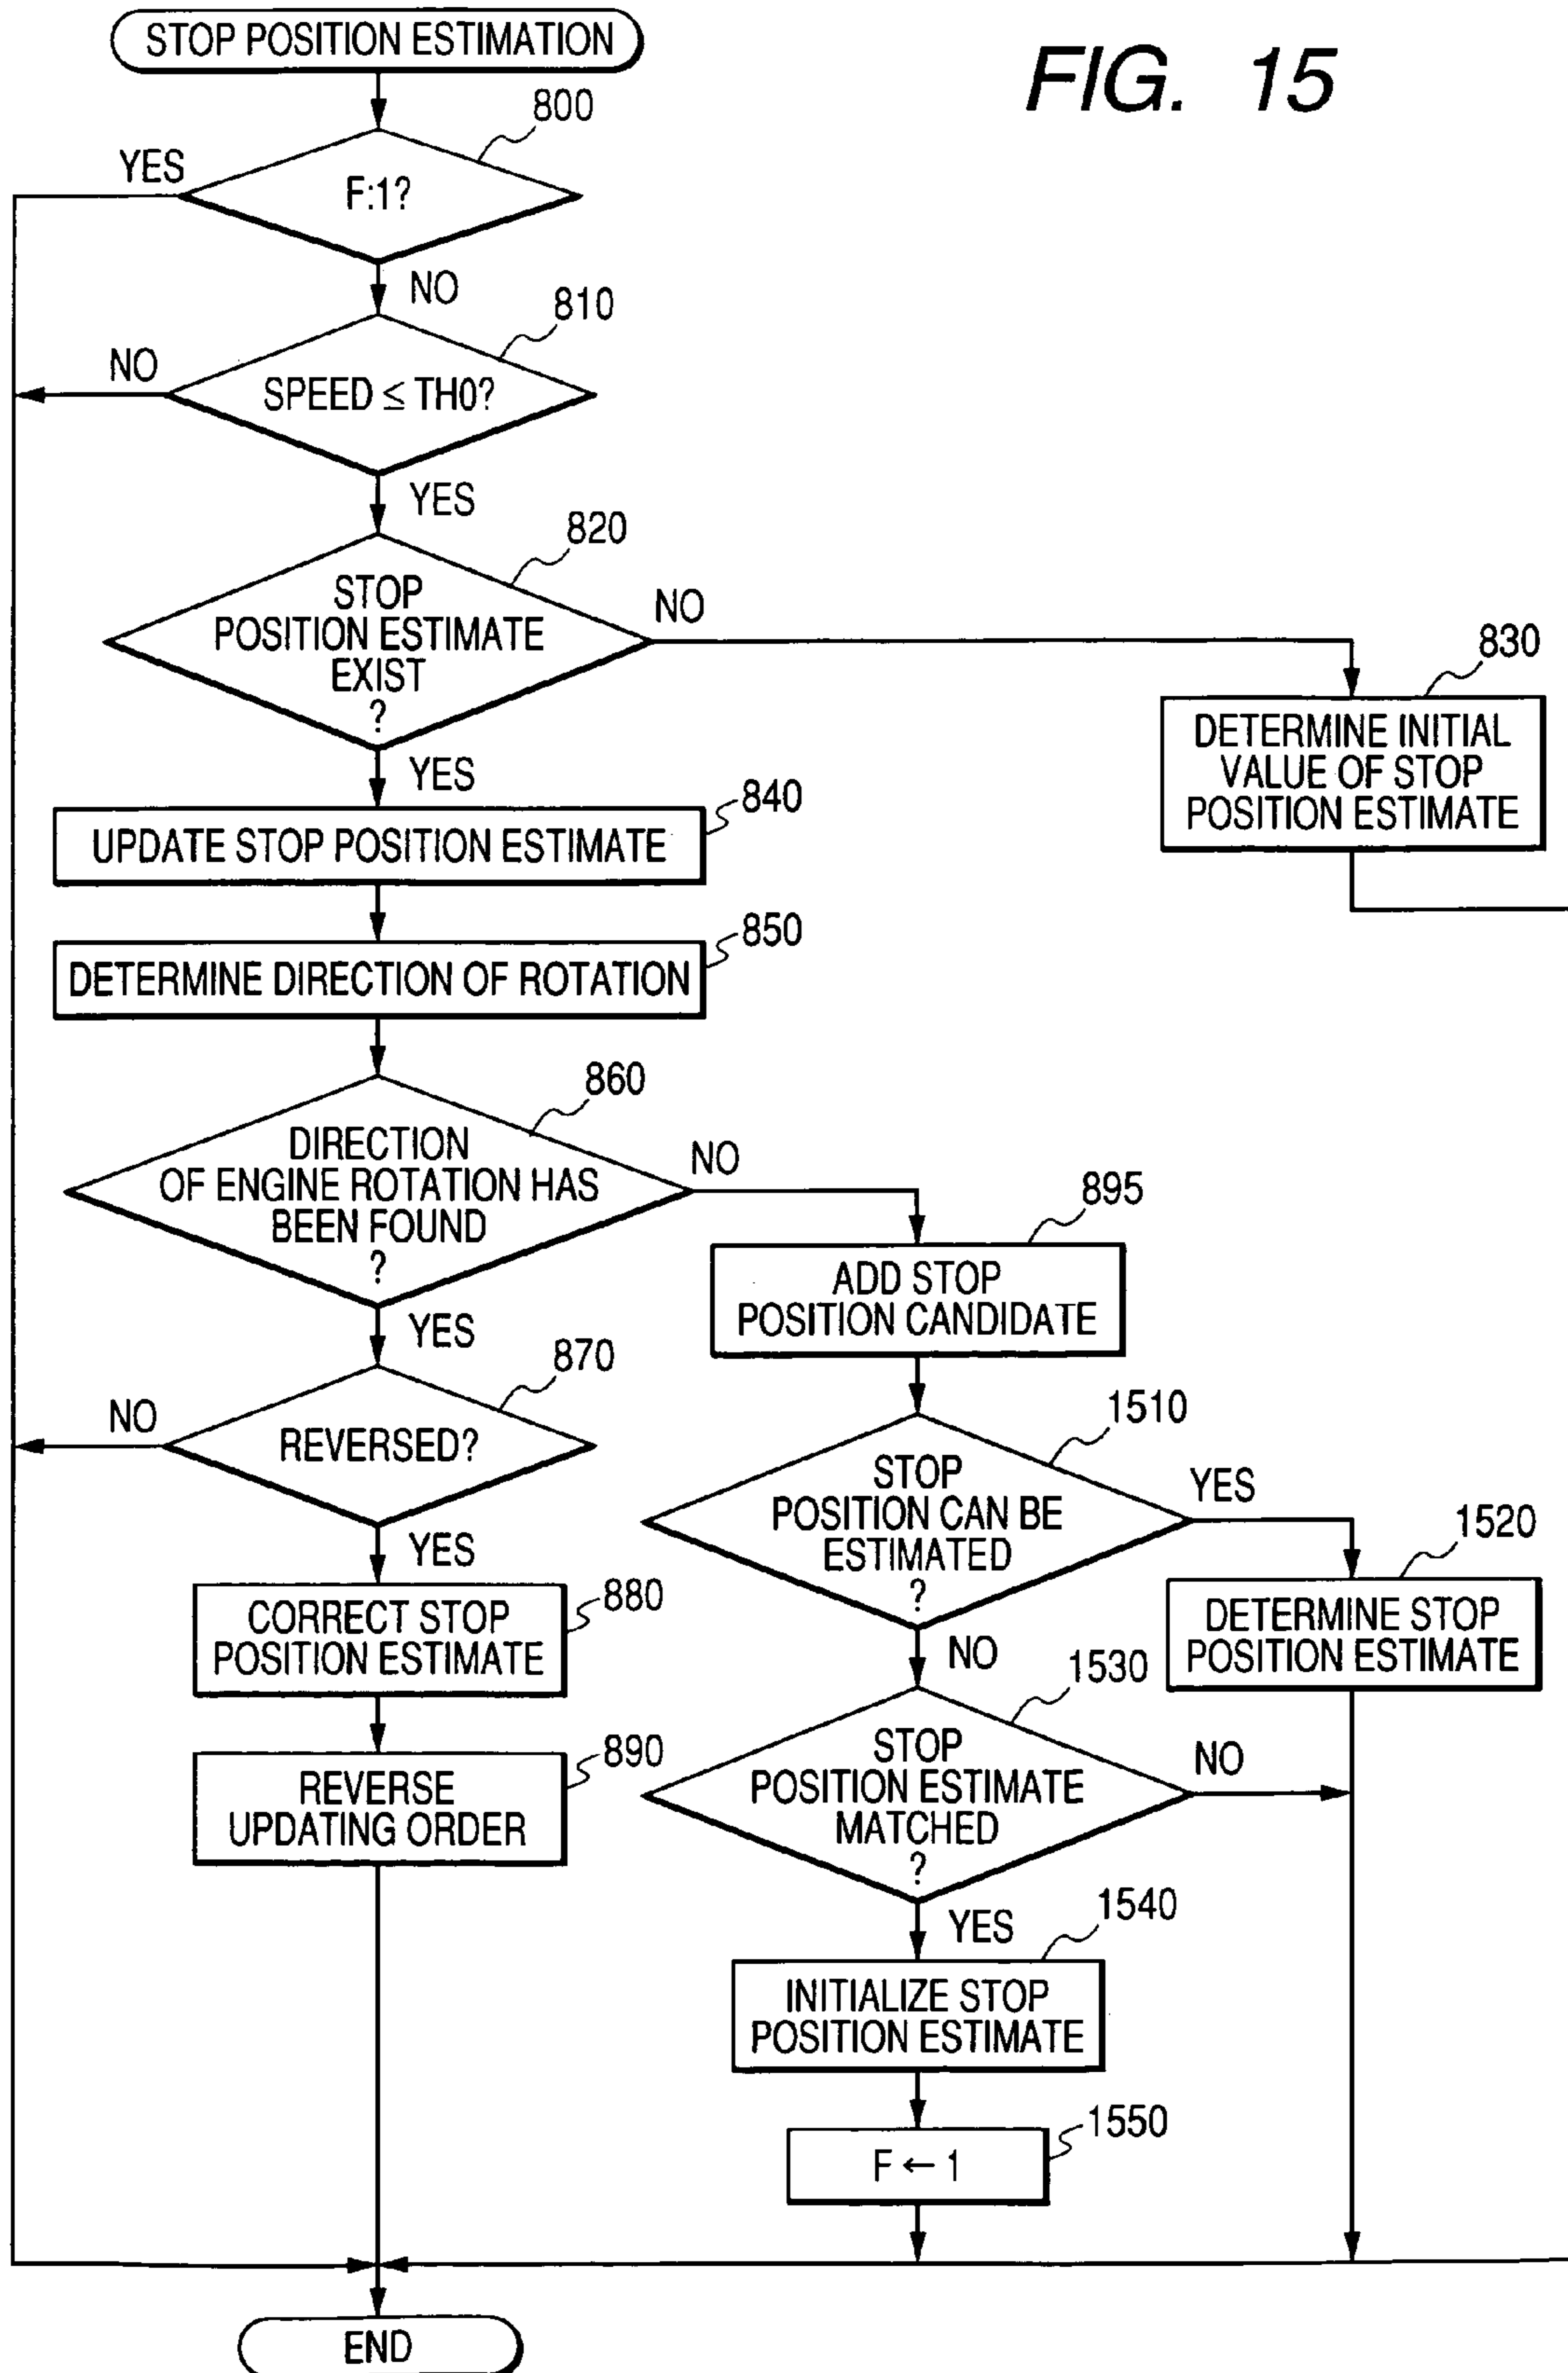 STOP POSITION ESTIMATION
FIG. 15
800
YES
F:1?
NO
810
NO
SPEED ≤ TH0?
YES
820
STOP
POSITION ESTIMATE
EXIST
?
NO
830
DETERMINE INITIAL
VALUE OF STOP
POSITION ESTIMATE
YES
840
UPDATE STOP POSITION ESTIMATE
850
DETERMINE DIRECTION OF ROTATION
860
DIRECTION
OF ENGINE ROTATION HAS
BEEN FOUND
?
NO
895
ADD STOP
POSITION CANDIDATE
YES
870
NO
REVERSED?
1510
STOP
POSITION CAN BE
ESTIMATED
?
YES
1520
DETERMINE STOP
POSITION ESTIMATE
YES
880
CORRECT STOP
POSITION ESTIMATE
NO
1530
STOP
POSITION ESTIMATE
MATCHED
?
NO
890
REVERSE
UPDATING ORDER
YES
1540
INITIALIZE STOP
POSITION ESTIMATE
1550
F ← 1
END